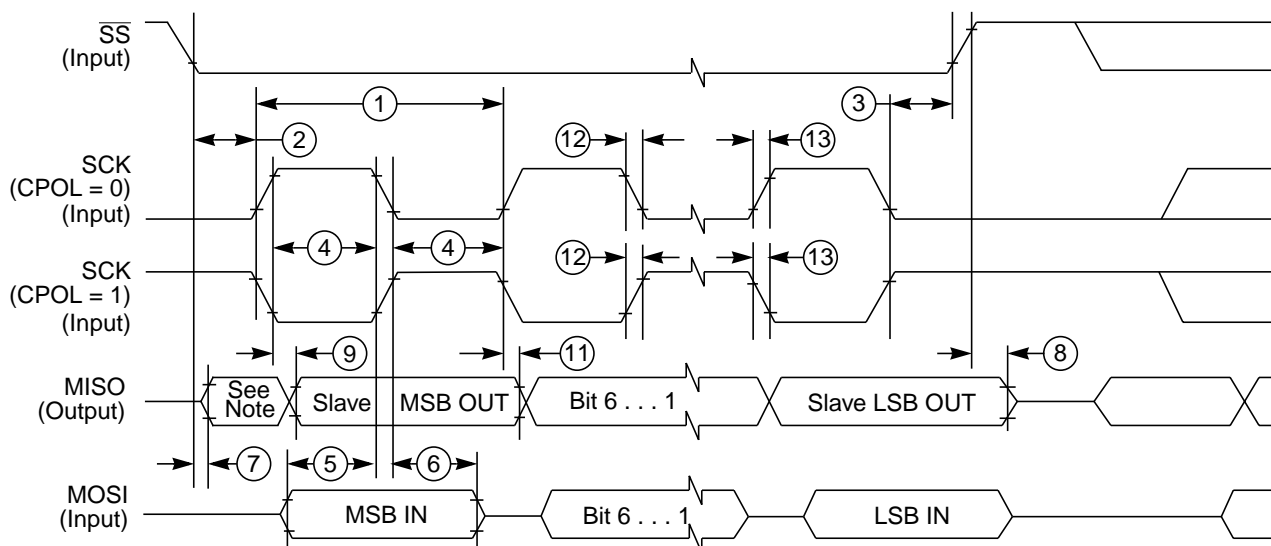 SS
(Input)
1
3
2
12
13
SCK
(CPOL = 0)
(Input)
4
4
SCK
(CPOL = 1)
(Input)
12
13
9
11
8
MISO
(Output)
See
Note
Slave
MSB OUT
Bit 6 . . . 1
Slave LSB OUT
7
5
6
MOSI
(Input)
MSB IN
Bit 6 . . . 1
LSB IN